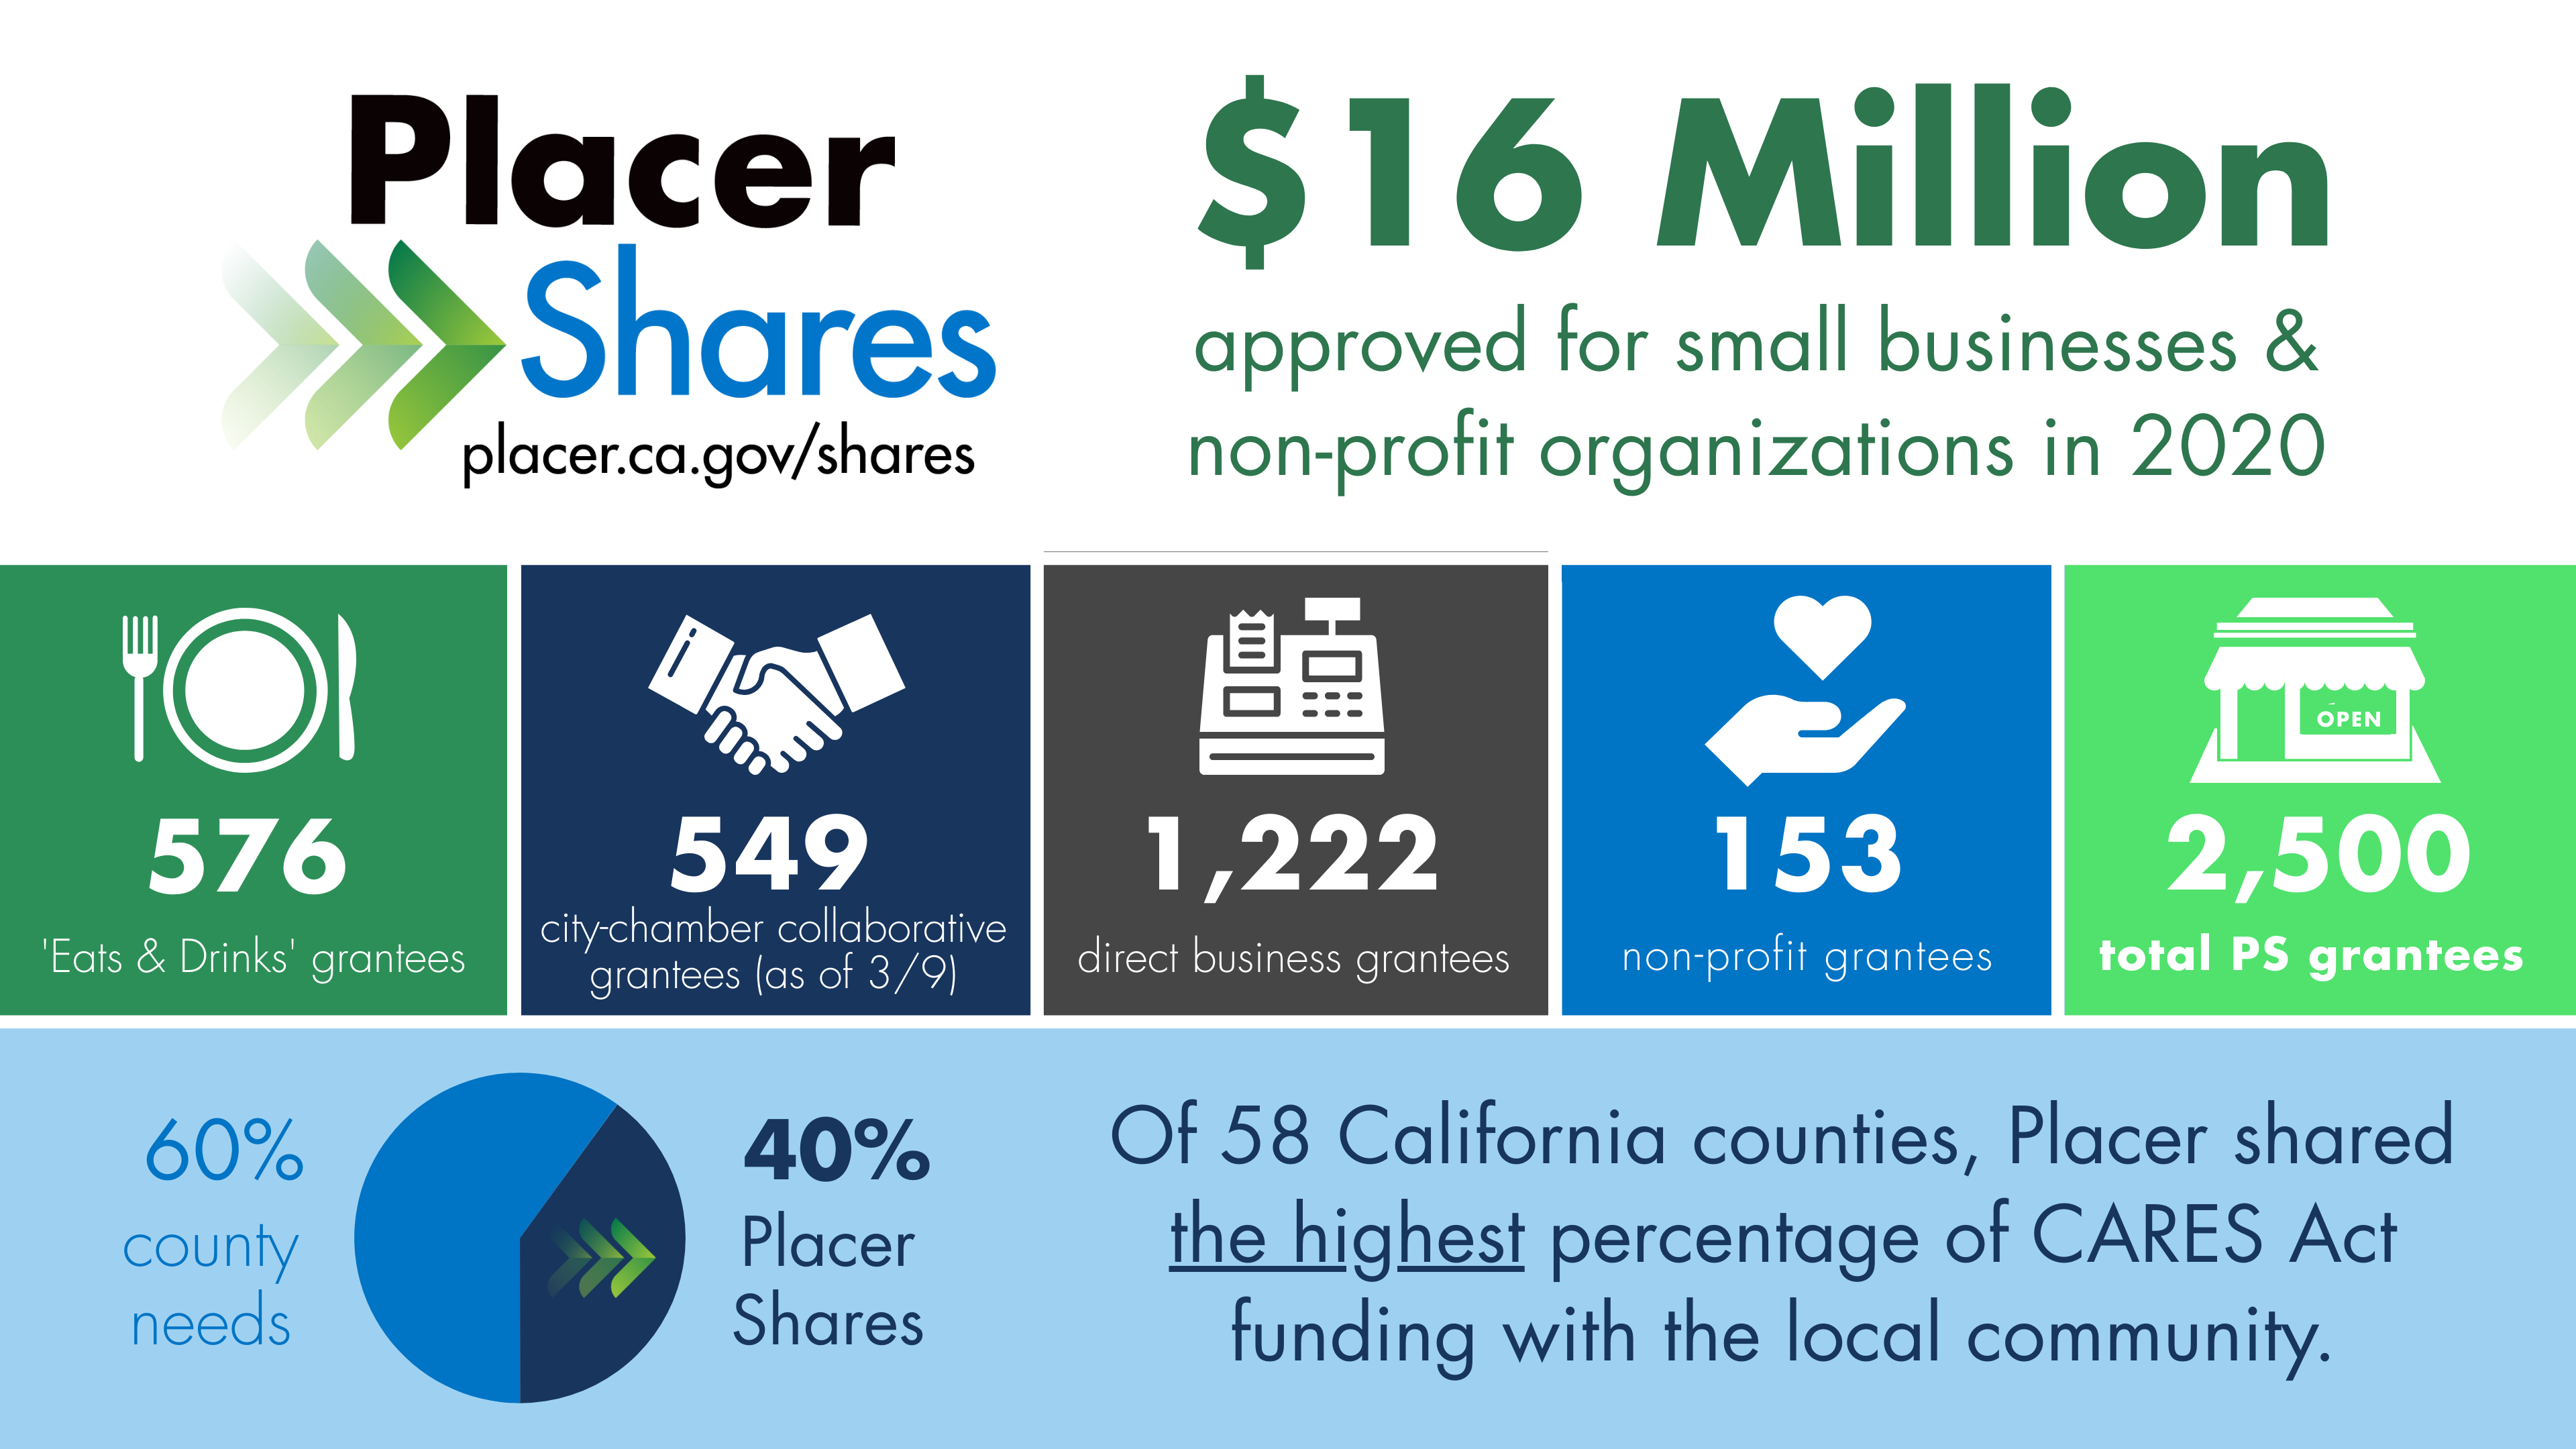 Placer
Shares
placer.ca.gov/shares
$16 Million
approved for small businesses &
non-profit organizations in 2020
576
'Eats & Drinks' grantees
549
city-chamber collaborative
grantees (as of 3/9)
1,222
direct business grantees
153
non-profit grantees
OPEN
2,500
total PS grantees
60%
county
needs
40%
Placer
Shares
Of 58 California counties, Placer shared
the highest percentage of CARES Act
funding with the local community.